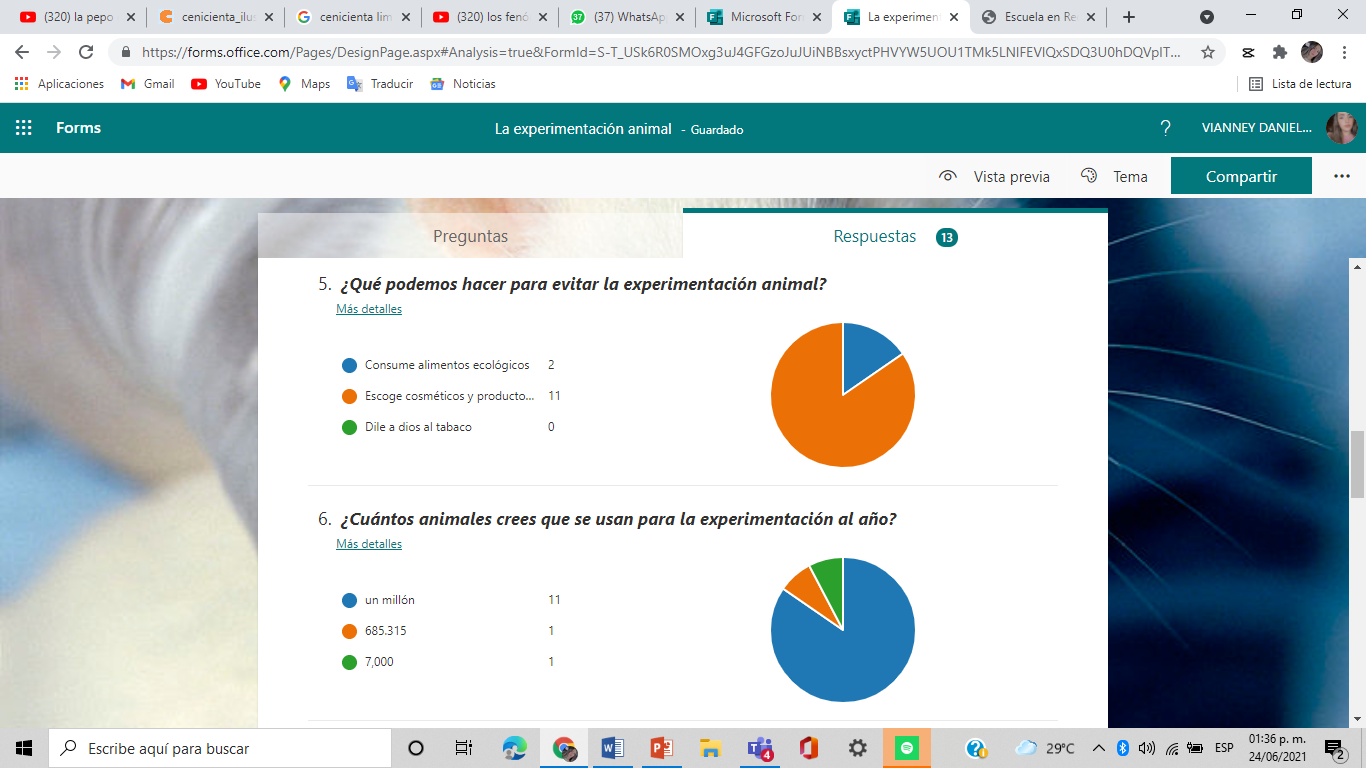 (320) la pepo
cenicienta_ilus
cenicienta lim
(320) los fenó
(37) WhatsAp
Microsoft For
La experiment
Escuela en Re
https://forms.office.com/Pages/DesignPage.aspx#Analysis=true&FormId=
Aplicaciones
Gmail
YouTube
Maps
Traducir
Noticias
Lista de lectura
Forms
La experimentación animal - Guardado
?
VIANNEY DANIEL...
Vista previa
Tema
Compartir
Preguntas
Respuestas 13
5. ¿Qué podemos hacer para evitar la experimentación animal?
Más detalles
Consume alimentos ecológicos 2
Escoge cosméticos y producto... 11
Dile a dios al tabaco 0
6. ¿Cuántos animales crees que se usan para la experimentación al año?
Más detalles
un millón 11
685.315 1
7,000 1
Escribe aquí para buscar
4
29°C
ESP
01:36 p. m.
24/06/2021
2